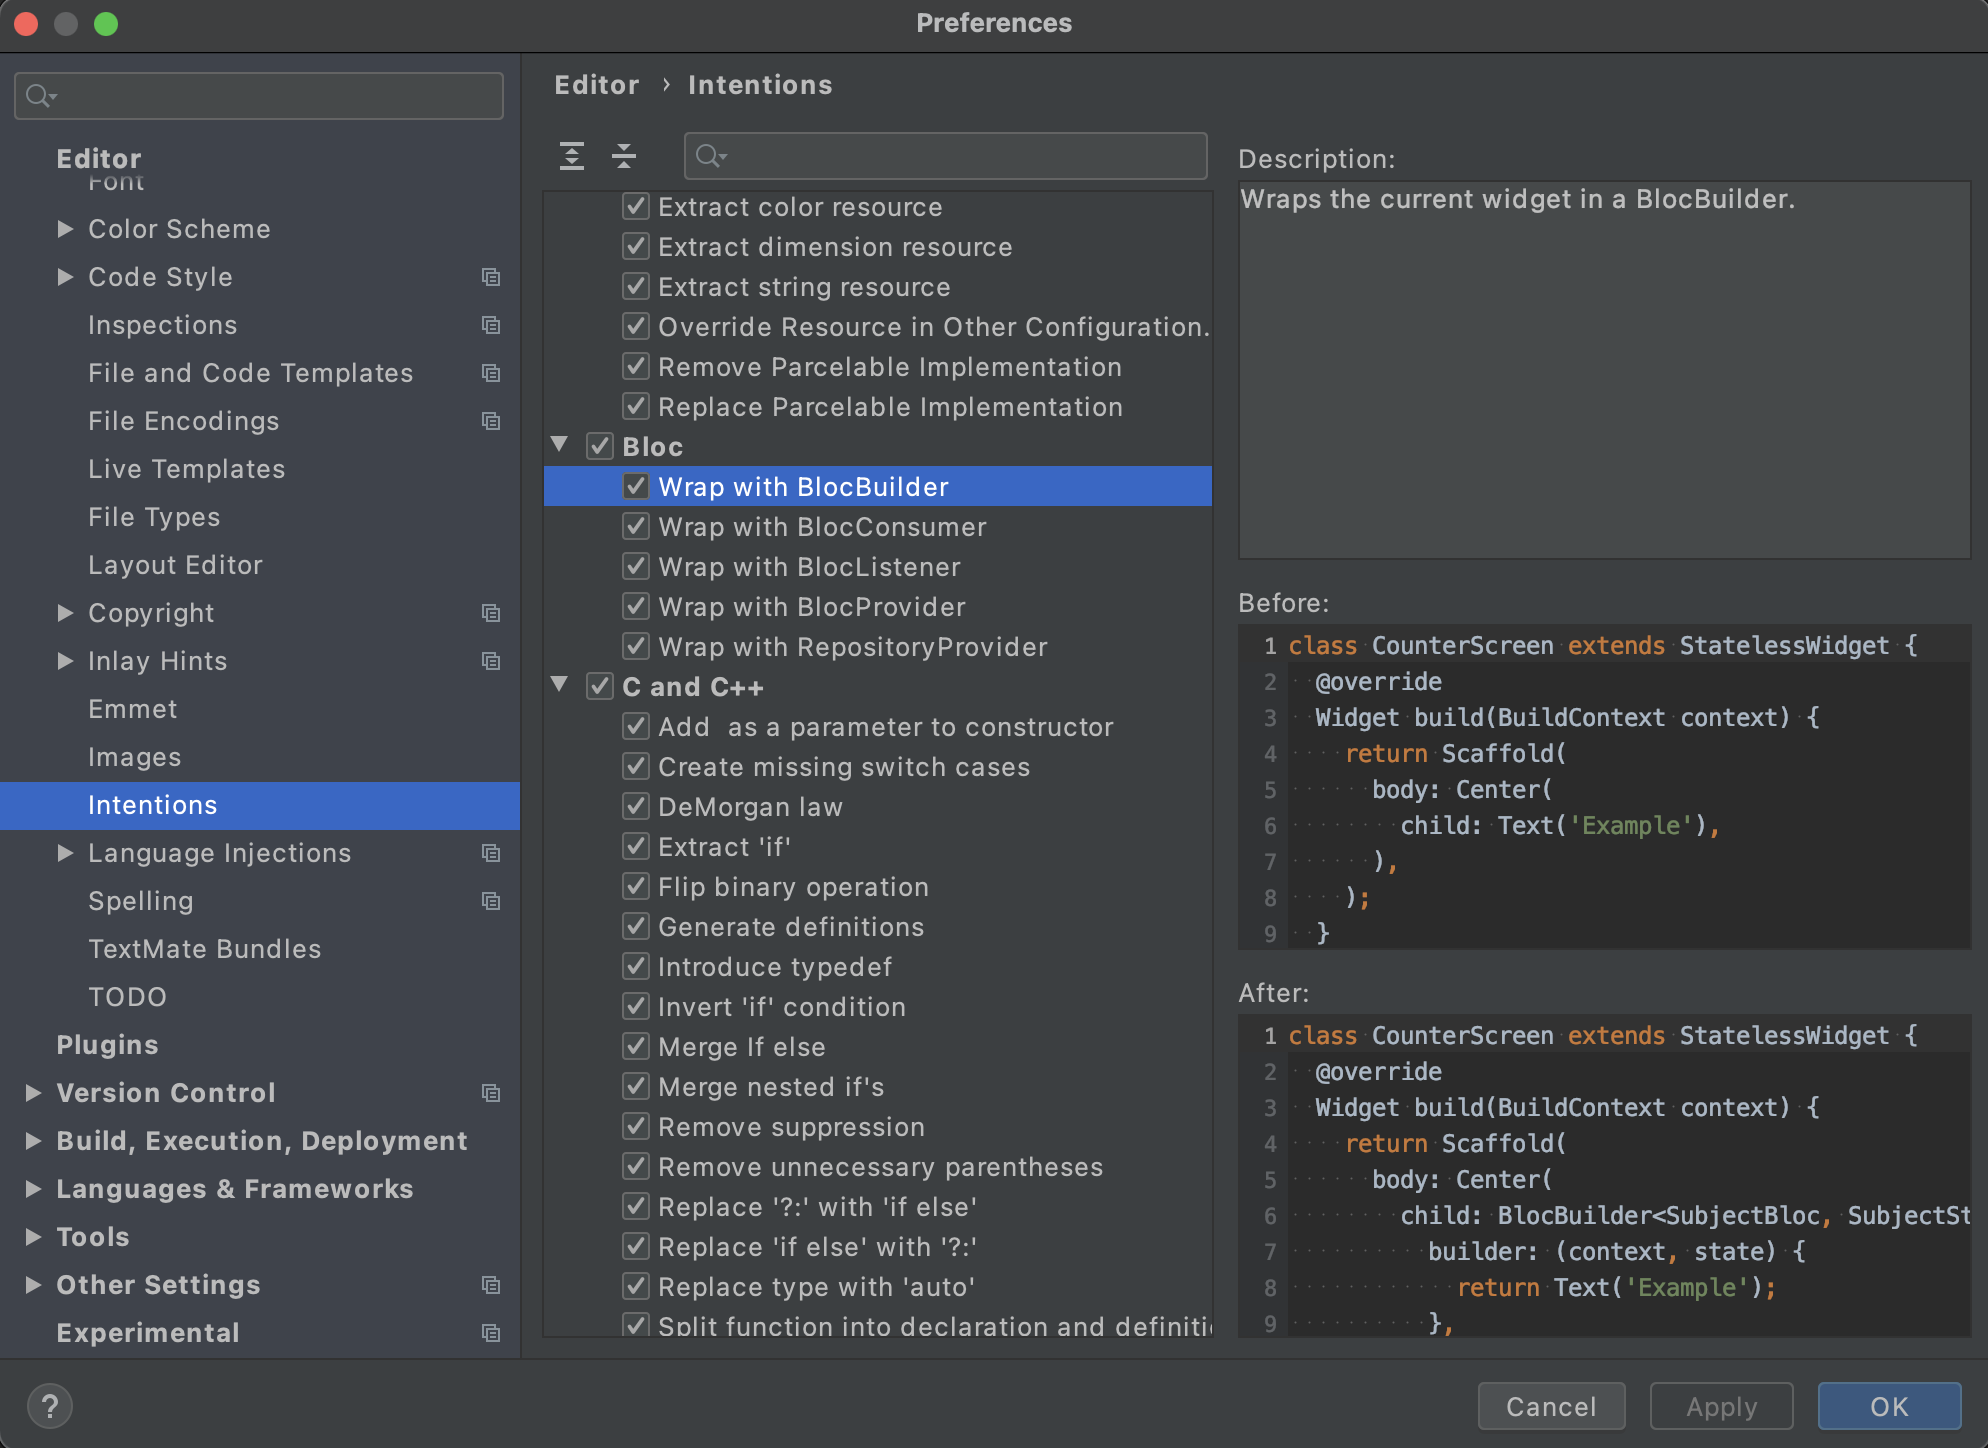 Preferences
Editor
Font
Color Scheme
Code Style
Inspections
File and Code Templates
File Encodings
Live Templates
File Types
Layout Editor
Copyright
Inlay Hints
Emmet
Images
Intentions
Language Injections
Spelling
TextMate Bundles
TODO
Plugins
Version Control
Build, Execution, Deployment
Languages & Frameworks
Tools
Other Settings
Experimental
Editor › Intentions
Extract color resource
Extract dimension resource
Extract string resource
Override Resource in Other Configuration.
Remove Parcelable Implementation
Replace Parcelable Implementation
Bloc
Wrap with BlocBuilder
Wrap with BlocConsumer
Wrap with BlocListener
Wrap with BlocProvider
Wrap with RepositoryProvider
C and C++
Add  as a parameter to constructor
Create missing switch cases
DeMorgan law
Extract 'if'
Flip binary operation
Generate definitions
Introduce typedef
Invert 'if' condition
Merge If else
Merge nested if's
Remove suppression
Remove unnecessary parentheses
Replace '?:' with 'if else'
Replace 'if else' with '?:'
Replace type with 'auto'
Split function into declaration and definiti
Description:
Wraps the current widget in a BlocBuilder.
Before:
1 class CounterScreen extends StatelessWidget {
2 @override
3 Widget build(BuildContext context) {
4 return Scaffold(
5 body: Center(
6 child: Text('Example'),
7 ),
8 );
9 }
After:
1 class CounterScreen extends StatelessWidget {
2 @override
3 Widget build(BuildContext context) {
4 return Scaffold(
5 body: Center(
6 child: BlocBuilder<SubjectBloc, SubjectSt
7 builder: (context, state) {
8 return Text('Example');
9 },
?
Cancel
Apply
OK